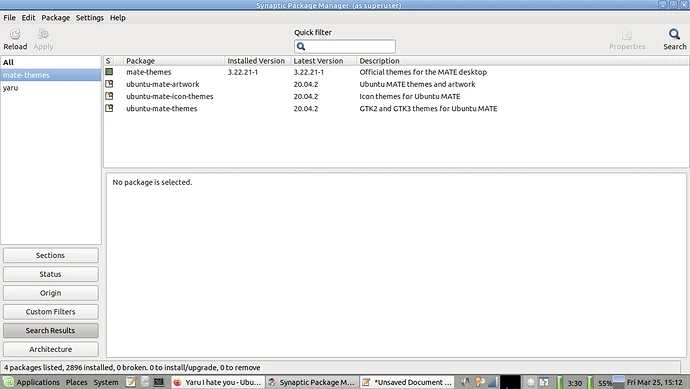 Synaptic Package Manager (as superuser)
File Edit Package Settings Help
Quick filter
Reload Apply Properties Search
All
mate- themes
yaru
S Package Installed Version Latest Version Description
mate-themes 3.22.21-1 3.22.21-1 Official themes for the MATE desktop
ubuntu-mate-artwork 20.04.2 Ubuntu MATE themes and artwork
ubuntu-mate-icon-themes 20.04.2 Icon themes for Ubuntu MATE
ubuntu-mate-themes 20.04.2 GTK2 and GTK3 themes for Ubuntu MATE
No package is selected.
Sections
Status
Origin
Custom Filters
Search Results
Architecture
4 packages listed, 2896 installed, 0 broken. 0 to install/upgrade, 0 to remove
Applications Places System Yaru I hate you - Ubu... Synaptic Package M... *Unsaved Document ... 3:30 55% Fri Mar 25, 15:12